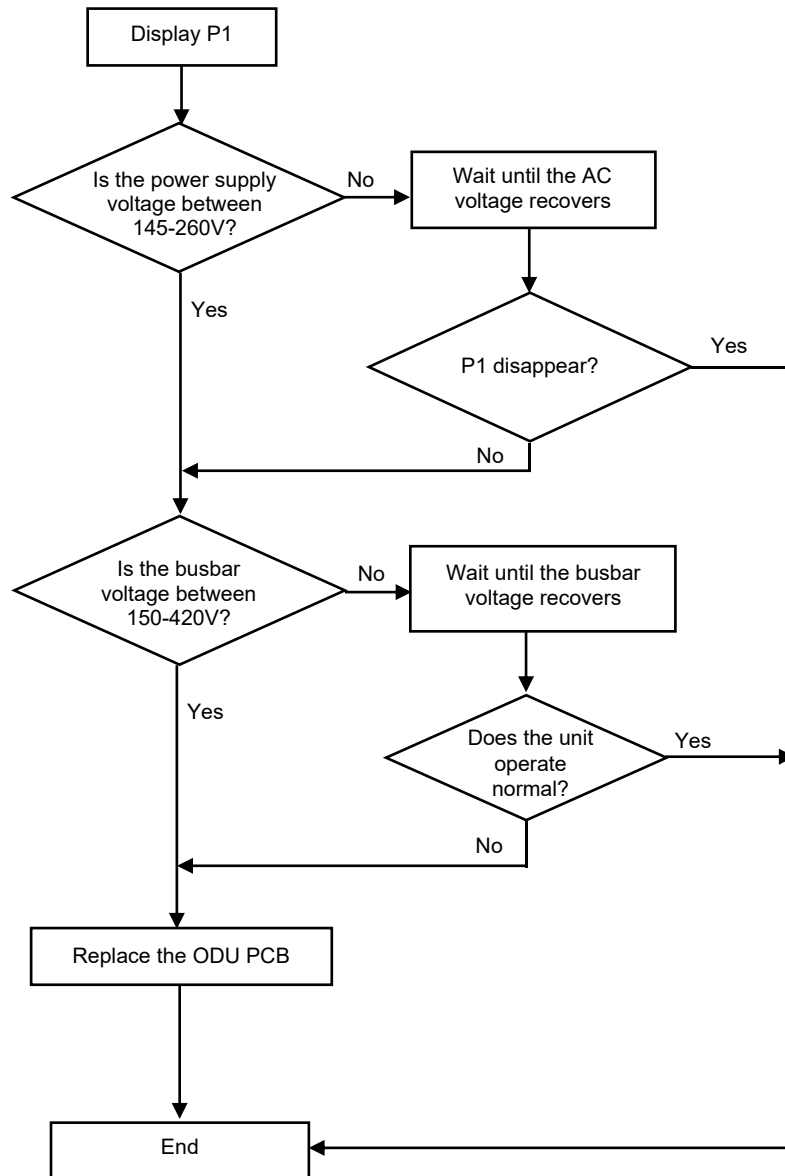 Display P1
Is the power supply
voltage between
145-260V?
No
Wait until the AC
voltage recovers
Yes
P1 disappear?
Yes
No
Is the busbar
voltage between
150-420V?
No
Wait until the busbar
voltage recovers
Yes
Does the unit
operate
normal?
Yes
No
Replace the ODU PCB
End